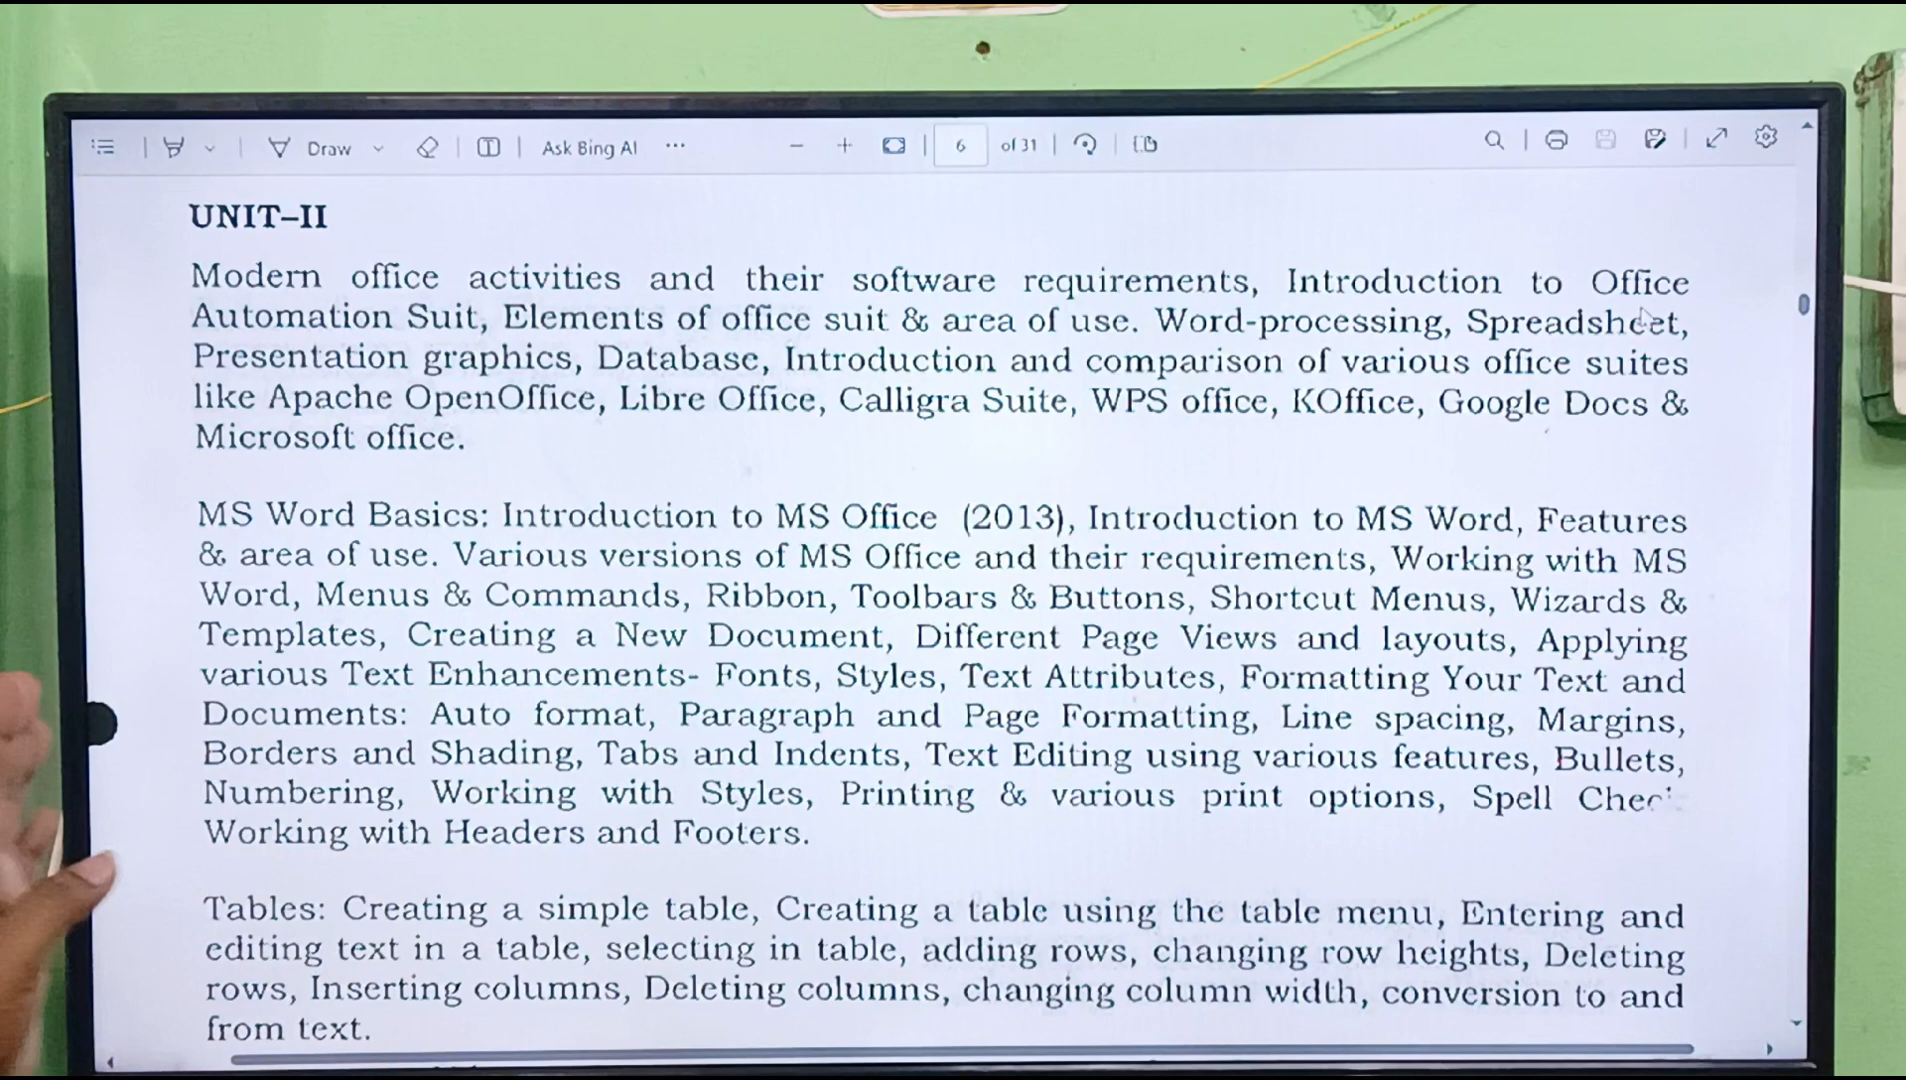 Draw Ask Bing AI ... 6 of 31
UNIT–II
Modern office activities and their software requirements, Introduction to Office
Automation Suit, Elements of office suit & area of use. Word-processing, Spreadsheet,
Presentation graphics, Database, Introduction and comparison of various office suites
like Apache OpenOffice, Libre Office, Calligra Suite, WPS office, KOffice, Google Docs &
Microsoft office.
MS Word Basics: Introduction to MS Office (2013), Introduction to MS Word, Features
& area of use. Various versions of MS Office and their requirements, Working with MS
Word, Menus & Commands, Ribbon, Toolbars & Buttons, Shortcut Menus, Wizards &
Templates, Creating a New Document, Different Page Views and layouts, Applying
various Text Enhancements- Fonts, Styles, Text Attributes, Formatting Your Text and
Documents: Auto format, Paragraph and Page Formatting, Line spacing, Margins,
Borders and Shading, Tabs and Indents, Text Editing using various features, Bullets,
Numbering, Working with Styles, Printing & various print options, Spell
Working with Headers and Footers.
Tables: Creating a simple table, Creating a table using the table menu, Entering and
editing text in a table, selecting in table, adding rows, changing row heights, Deleting
rows, Inserting columns, Deleting columns, changing column width, conversion to and
from text.